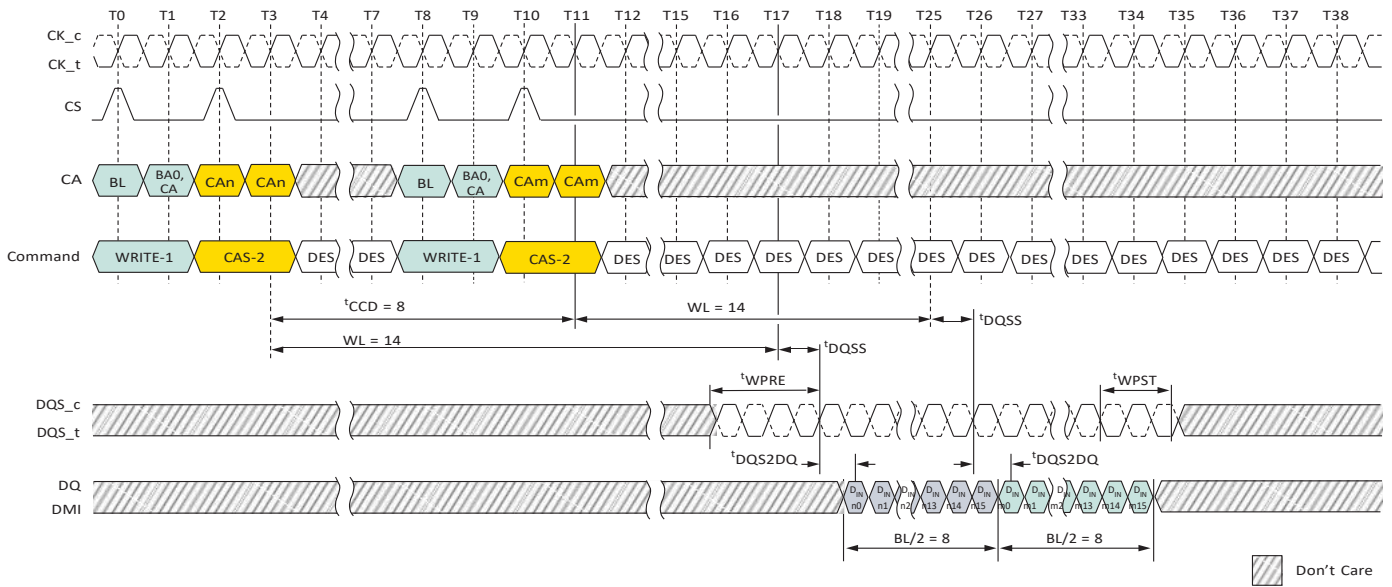 T0 T1 T2 T3 T4 T7 T8 T9 T10 T11 T12 T15 T16 T17 T18 T19 T25 T26 T27 T33 T34 T35 T36 T37 T38
CK_c
CK_t
CS
CA BL BA0, CA CAn CAn BL BA0, CA CAm CAm
Command WRITE-1 CAS-2 DES DES WRITE-1 CAS-2 DES DES DES DES DES DES DES DES DES DES DES DES DES DES DES
tCCD = 8 WL = 14 tDQSS
WL = 14 tDQSS
tWPRE tWPST
DQS_c
DQS_t
tDQS2DQ tDQS2DQ
DQ DIN DIN DIN DIN DIN DIN DIN DIN DIN DIN DIN DIN
DMI n0 n1 n2 n13 n14 n15 m0 m1 m2 m13 m14 m15
BL/2 = 8 BL/2 = 8
Don't Care